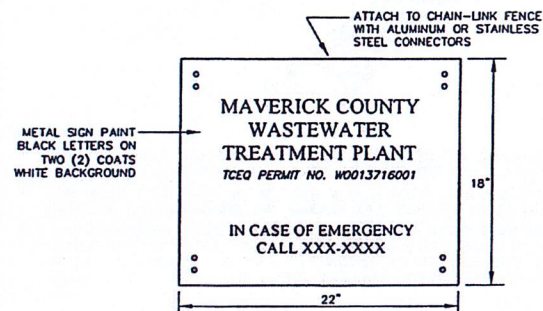 ATTACH TO CHAIN-LINK FENCE
WITH ALUMINUM OR STAINLESS
STEEL CONNECTORS
METAL SIGN PAINT
BLACK LETTERS ON
TWO (2) COATS
WHITE BACKGROUND
MAVERICK COUNTY
WASTEWATER
TREATMENT PLANT
TCEQ PERMIT NO. W0013716001
IN CASE OF EMERGENCY
CALL XXX-XXXX
18"
22"